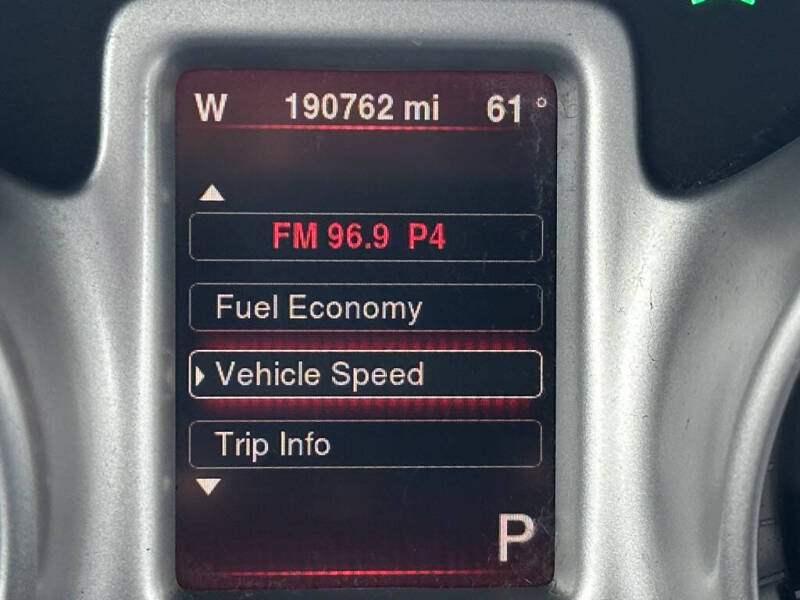 W 190762 mi 61°
FM 96.9 P4
Fuel Economy
Vehicle Speed
Trip Info
P